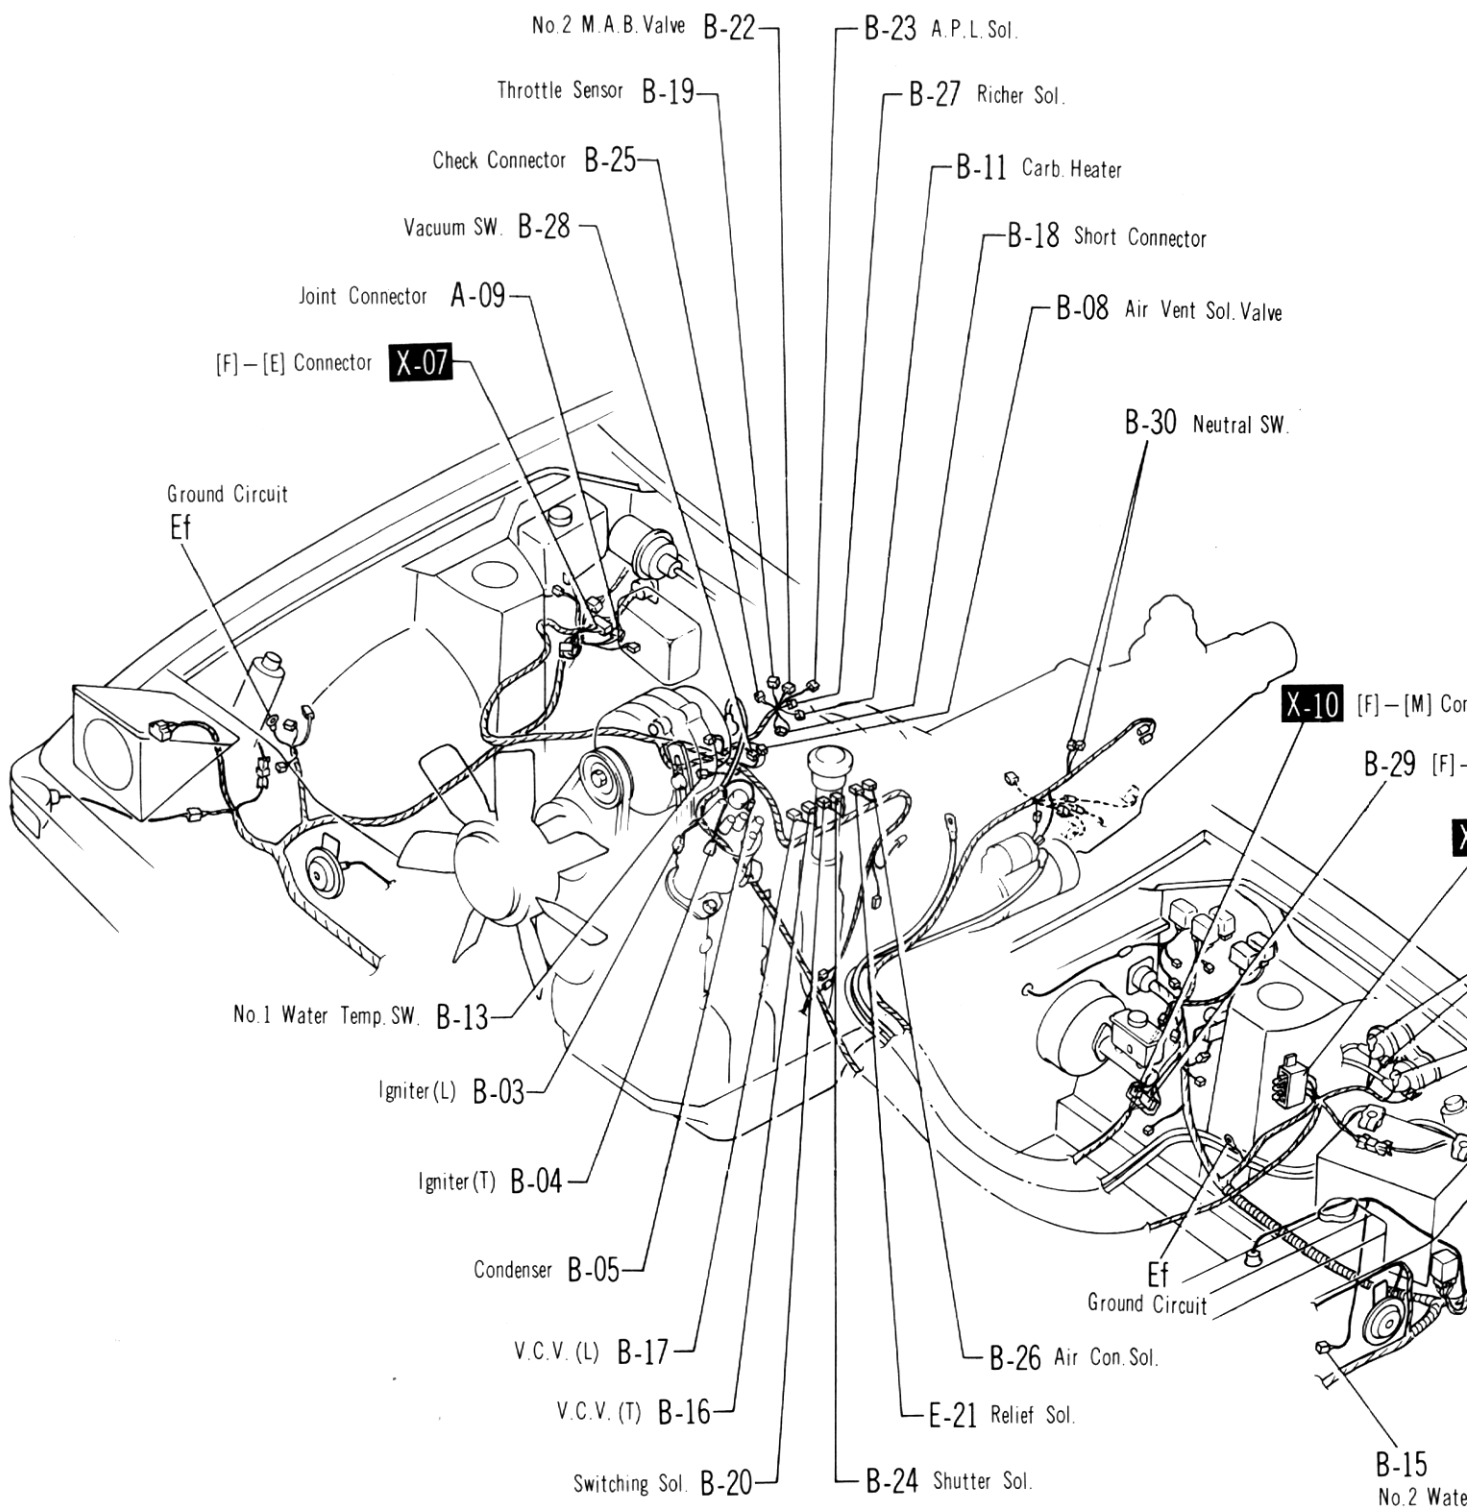 No.2 M.A.B. Valve B-22
B-23 A.P.L. Sol.
Throttle Sensor B-19
B-27 Richer Sol.
Check Connector B-25
B-11 Carb. Heater
Vacuum SW. B-28
B-18 Short Connector
Joint Connector A-09
B-08 Air Vent Sol. Valve
[F]–[E] Connector X-07
B-30 Neutral SW.
Ground Circuit
Ef
X-10 [F]–[M]
B-29 [F]-
No.1 Water Temp. SW. B-13
Igniter (L) B-03
Igniter (T) B-04
Condenser B-05
Ef
Ground Circuit
V.C.V. (L) B-17
B-26 Air Con. Sol.
V.C.V. (T) B-16
E-21 Relief Sol.
Switching Sol. B-20
B-24 Shutter Sol.
B-15
No.2